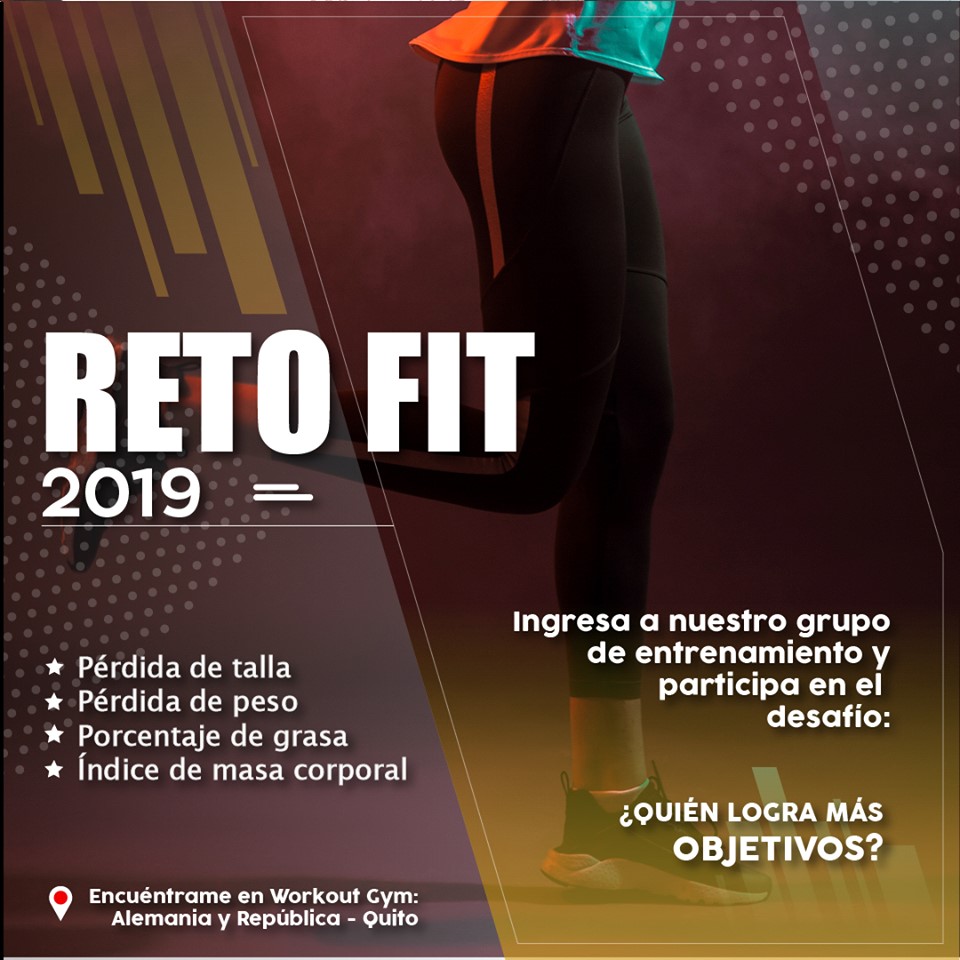 RETO FIT
2019
Pérdida de talla
Pérdida de peso
Porcentaje de grasa
Índice de masa corporal
Ingresa a nuestro grupo
de entrenamiento y
participa en el
desafío:
¿QUIÉN LOGRA MÁS
OBJETIVOS?
Encuéntrame en Workout Gym:
Alemania y República - Quito